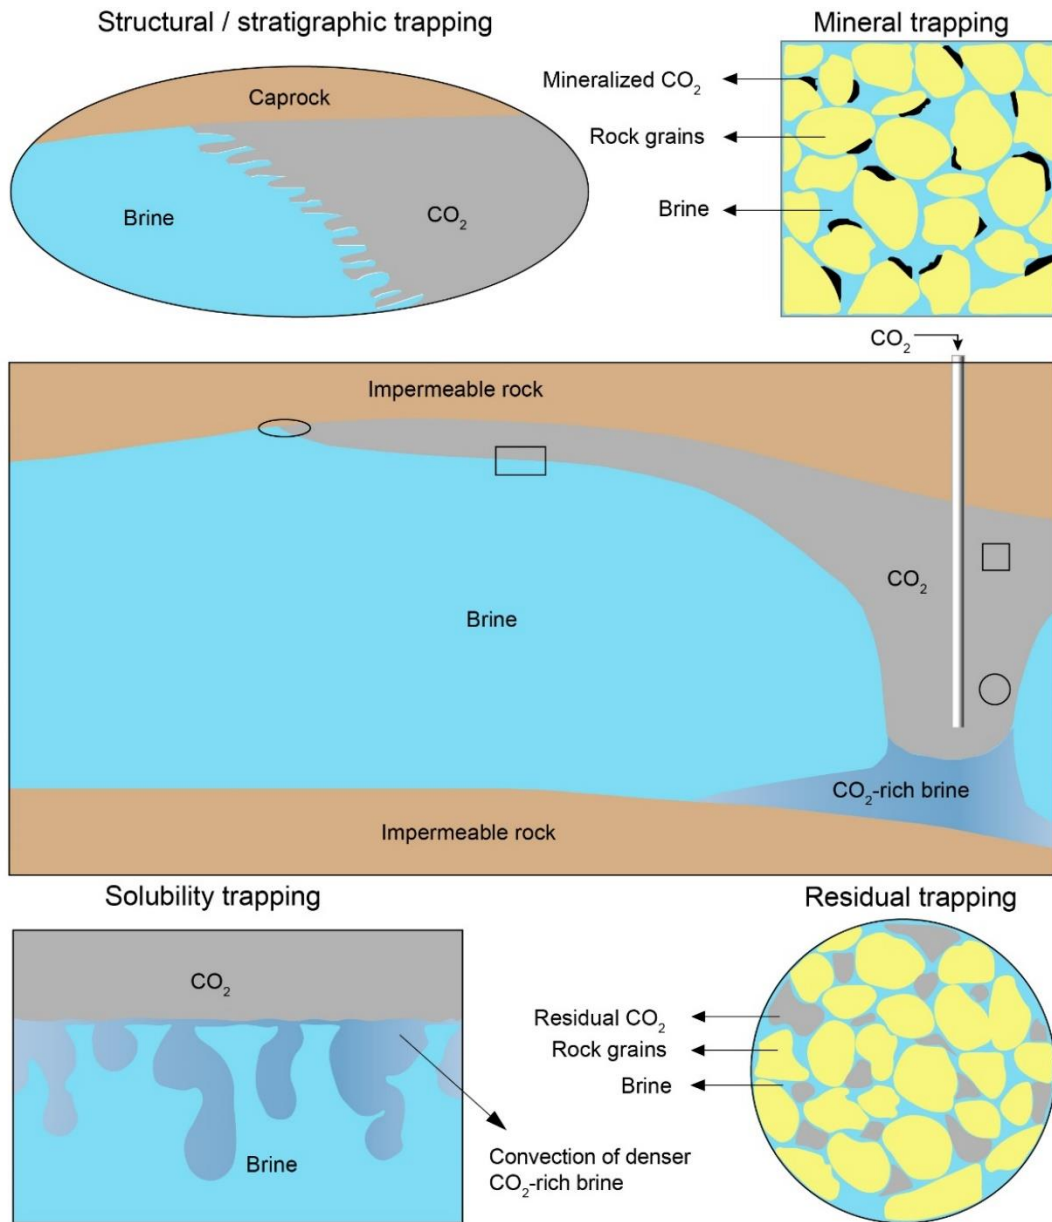 Structural / stratigraphic trapping
Caprock
Brine
CO₂
Mineral trapping
Mineralized CO₂
Rock grains
Brine
CO₂
Impermeable rock
CO₂
Brine
CO₂-rich brine
Impermeable rock
Solubility trapping
CO₂
Brine
Convection of denser
CO₂-rich brine
Residual trapping
Residual CO₂
Rock grains
Brine